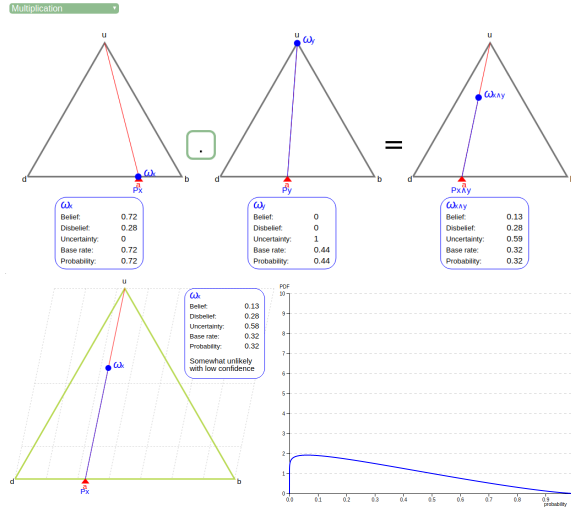 Multiplication
u
d
b
a
ωx
Px
ωx
Belief: 0.72
Disbelief: 0.28
Uncertainty: 0
Base rate: 0.72
Probability: 0.72
.
u
ωy
d
b
a
Py
ωy
Belief: 0
Disbelief: 0
Uncertainty: 1
Base rate: 0.44
Probability: 0.44
=
u
ωx∧y
d
a
Px∧y
ωx∧y
Belief: 0.13
Disbelief: 0.28
Uncertainty: 0.59
Base rate: 0.32
Probability: 0.32
u
ωx
d
b
a
Px
ωx
Belief: 0.13
Disbelief: 0.28
Uncertainty: 0.58
Base rate: 0.32
Probability: 0.32
Somewhat unlikely
with low confidence
PDF
10
9
8
7
6
5
4
3
2
1
0
0.0 0.1 0.2 0.3 0.4 0.5 0.6 0.7 0.8 0.9
probability